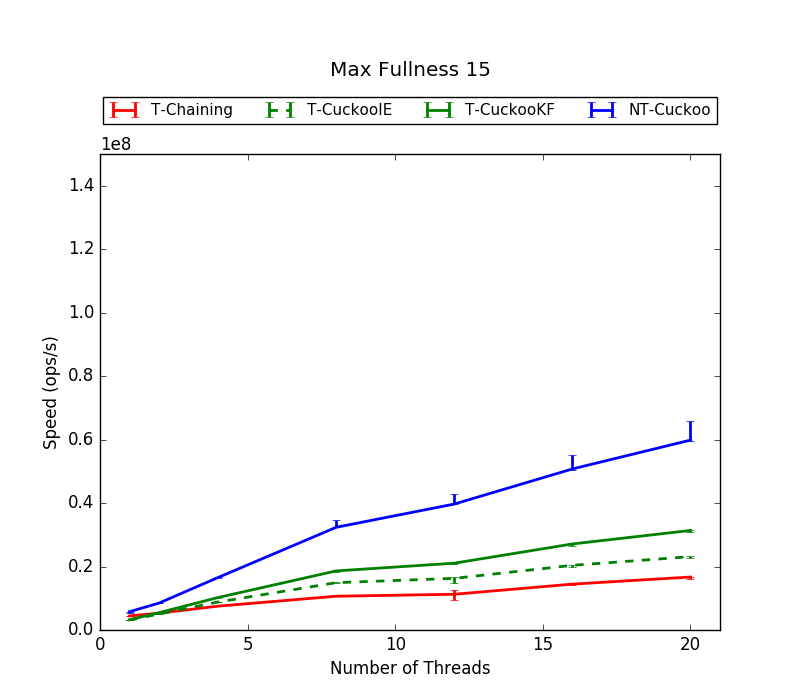 Max Fullness 15
T-Chaining T-CuckooIE T-CuckooKF NT-Cuckoo
1e8
1.4
1.2
1.0
0.8
0.6
0.4
0.2
0.0
Speed (ops/s)
0 5 10 15 20
Number of Threads